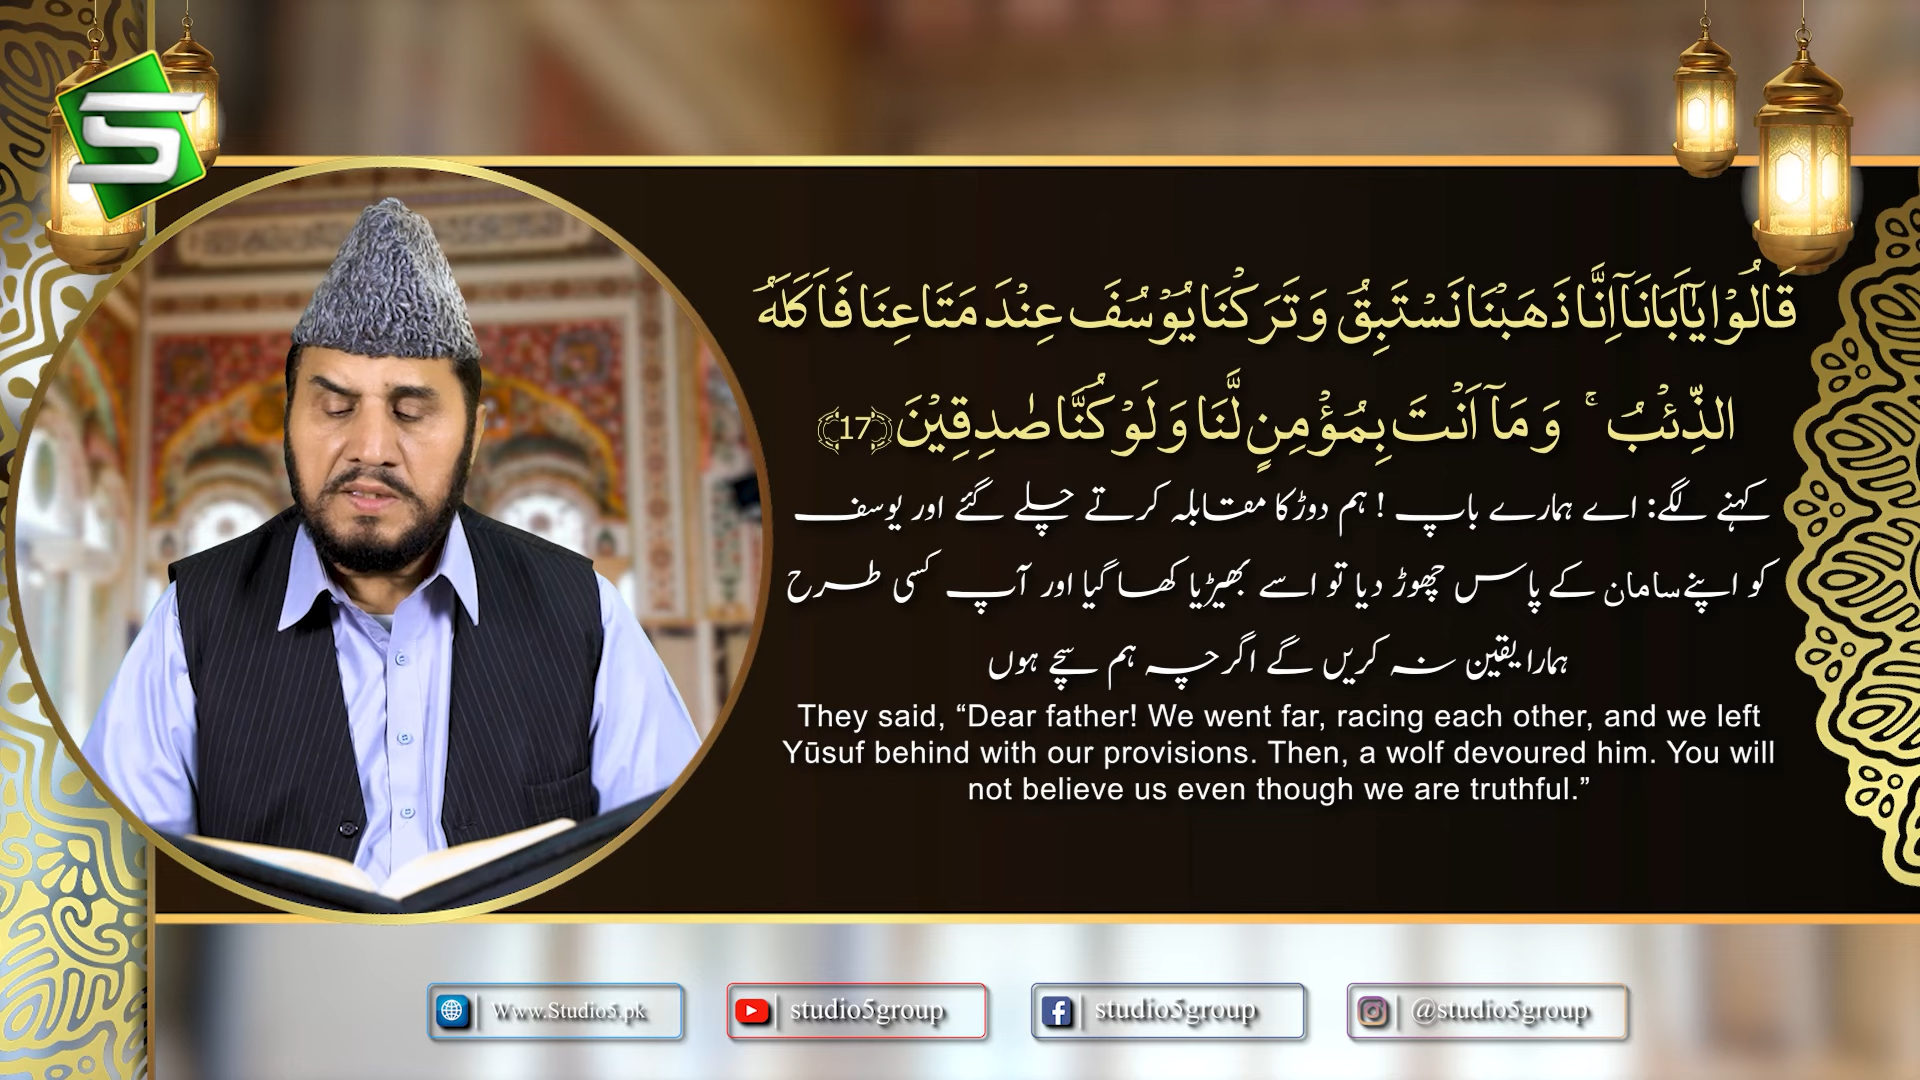 قَالُوْا يٰۤاَبَانَاۤ اِنَّا ذَهَبْنَا نَسْتَبِقُ وَ تَرَكْنَا يُوْسُفَ عِنْدَ مَتَاعِنَا فَاَكَلَهُ
الذِّئْبُ ۚ وَ مَاۤ اَنْتَ بِمُؤْمِنٍ لَّنَا وَ لَوْ كُنَّا صٰدِقِیْنَ ﴿17﴾
کہنے لگے: اے ہمارے باپ ! ہم دوڑکا مقابلہ کرتے چلے گئے اور یوسف
کو اپنے سامان کے پاس چھوڑ دیا تو اسے بھیڑیا کھا گیا اور آپ کسی طرح
ہمارا یقین نہ کریں گے اگرچہ ہم سچے ہوں
They said, “Dear father! We went far, racing each other, and we left
Yūsuf behind with our provisions. Then, a wolf devoured him. You will
not believe us even though we are truthful.”
Www.Studio5.pk
studio5group
studio5group
@studio5group